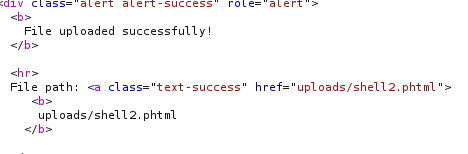 <div class="alert alert-success" role="alert">
<b>
File uploaded successfully!
</b>
<hr>
File path: <a class="text-success" href="uploads/shell2.phtml">
<b>
uploads/shell2.phtml
</b>